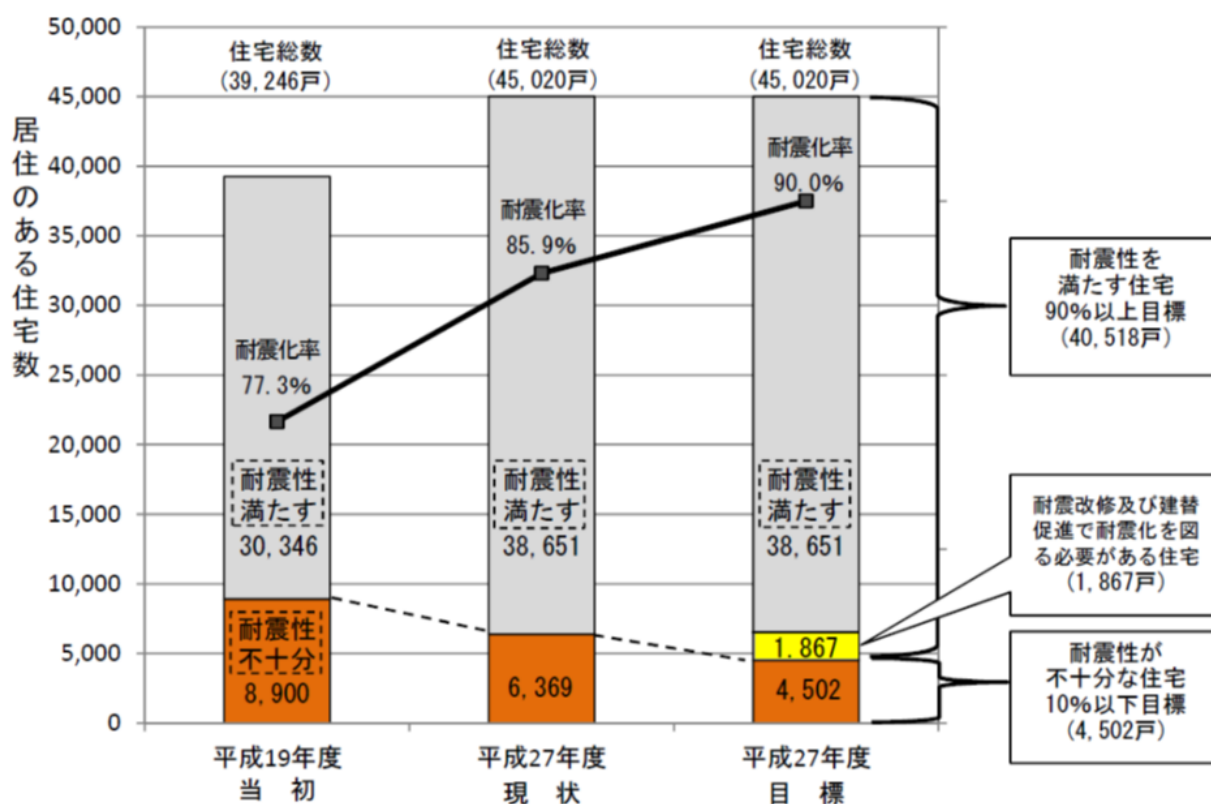 居住のある住宅数
50,000
45,000
40,000
35,000
30,000
25,000
20,000
15,000
10,000
5,000
0
住宅総数
(39,246戸)
耐震化率
77.3%
耐震性
満たす
30,346
耐震性
不十分
8,900
平成19年度
当 初
住宅総数
(45,020戸)
耐震化率
85.9%
耐震性
満たす
38,651
6,369
平成27年度
現 状
住宅総数
(45,020戸)
耐震化率
90.0%
耐震性
満たす
38,651
1,867
4,502
平成27年度
目 標
耐震性を
満たす住宅
90%以上目標
(40,518戸)
耐震改修及び建替
促進で耐震化を図
る必要がある住宅
(1,867戸)
耐震性が
不十分な住宅
10%以下目標
(4,502戸)